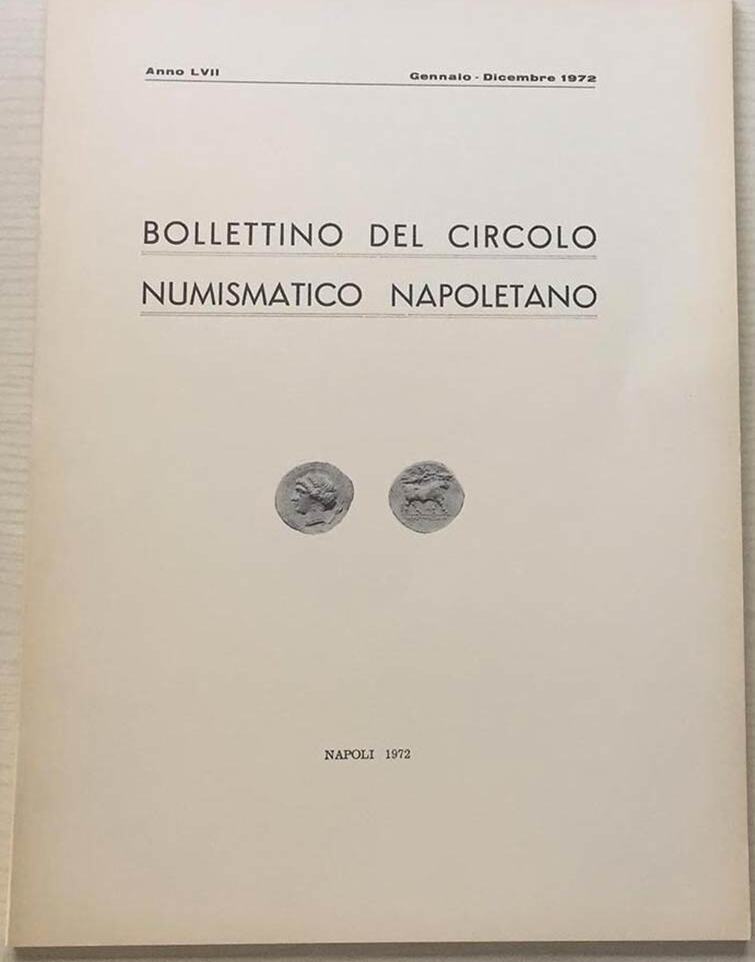 Anno LVII Gennaio - Dicembre 1972
BOLLETTINO DEL CIRCOLO
NUMISMATICO NAPOLETANO
NAPOLI 1972